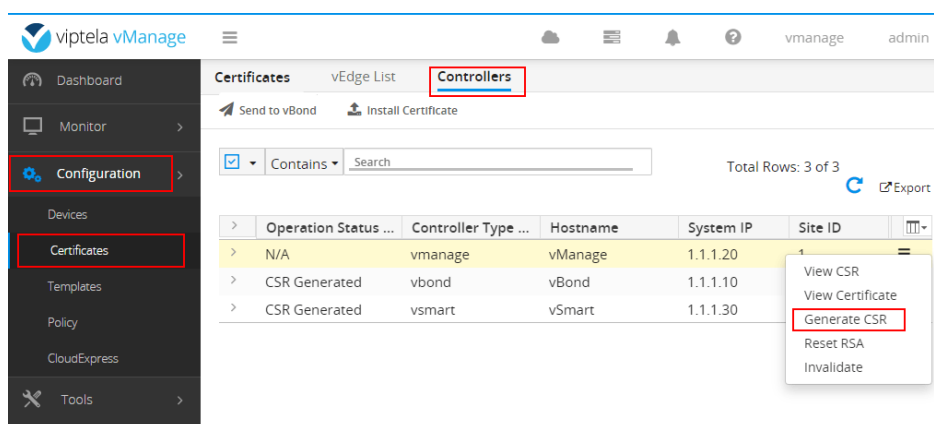 viptela vManage
vmanage
admin
Dashboard
Monitor
Configuration
Devices
Certificates
Templates
Policy
CloudExpress
Tools
Certificates vEdge List Controllers
Send to vBond Install Certificate
Contains Search
Total Rows: 3 of 3
Export
Operation Status ... Controller Type ... Hostname System IP Site ID
N/A vmanage vManage 1.1.1.20 1
CSR Generated vbond vBond 1.1.1.10
CSR Generated vsmart vSmart 1.1.1.30
View CSR
View Certificate
Generate CSR
Reset RSA
Invalidate